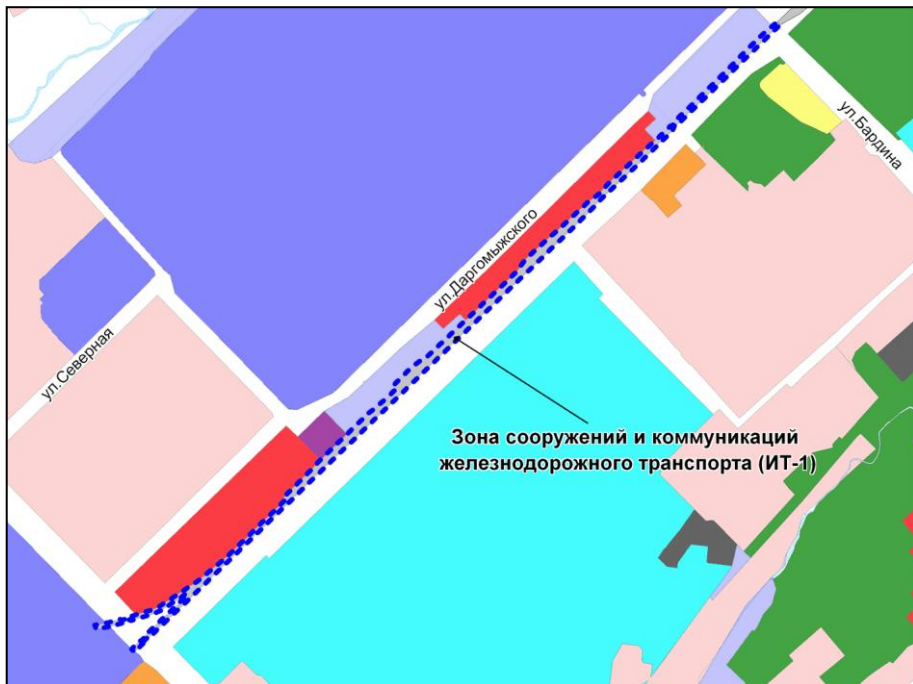 ул.Бардина
ул.Даргомыжского
ул.Северная
Зона сооружений и коммуникаций
железнодорожного транспорта (ИТ-1)